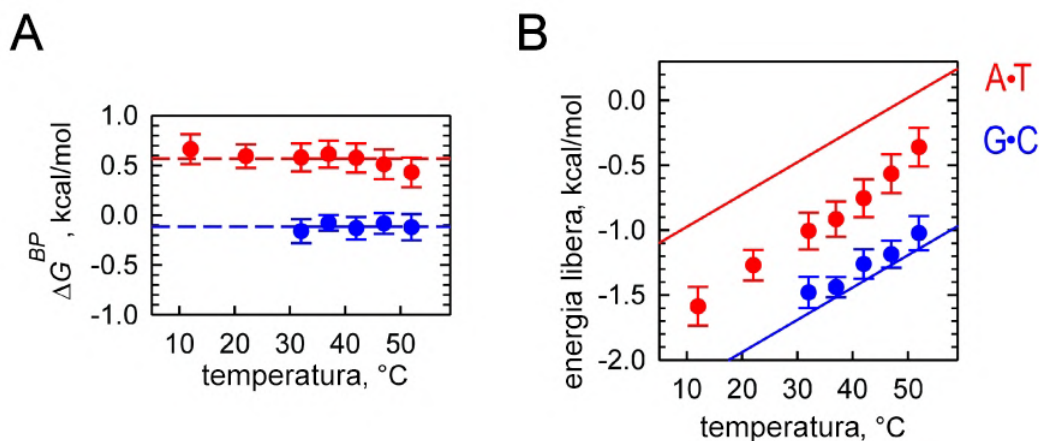 A
ΔG^BP, kcal/mol
1.0
0.5
0.0
-0.5
-1.0
10 20 30 40 50
temperatura, °C
B
energia libera, kcal/mol
0.0
-0.5
-1.0
-1.5
-2.0
10 20 30 40 50
temperatura, °C
A•T
G•C